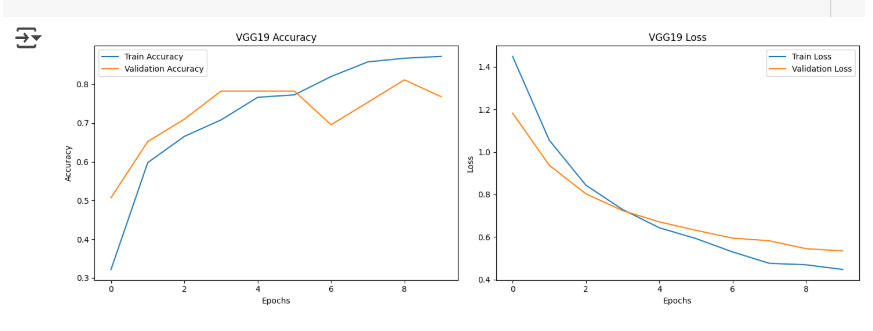 VGG19 Accuracy
Train Accuracy
Validation Accuracy
0.8
0.7
0.6
0.5
0.4
0.3
Accuracy
0 2 4 6 8
Epochs
VGG19 Loss
Train Loss
Validation Loss
1.4
1.2
1.0
0.8
0.6
0.4
Loss
0 2 4 6 8
Epochs